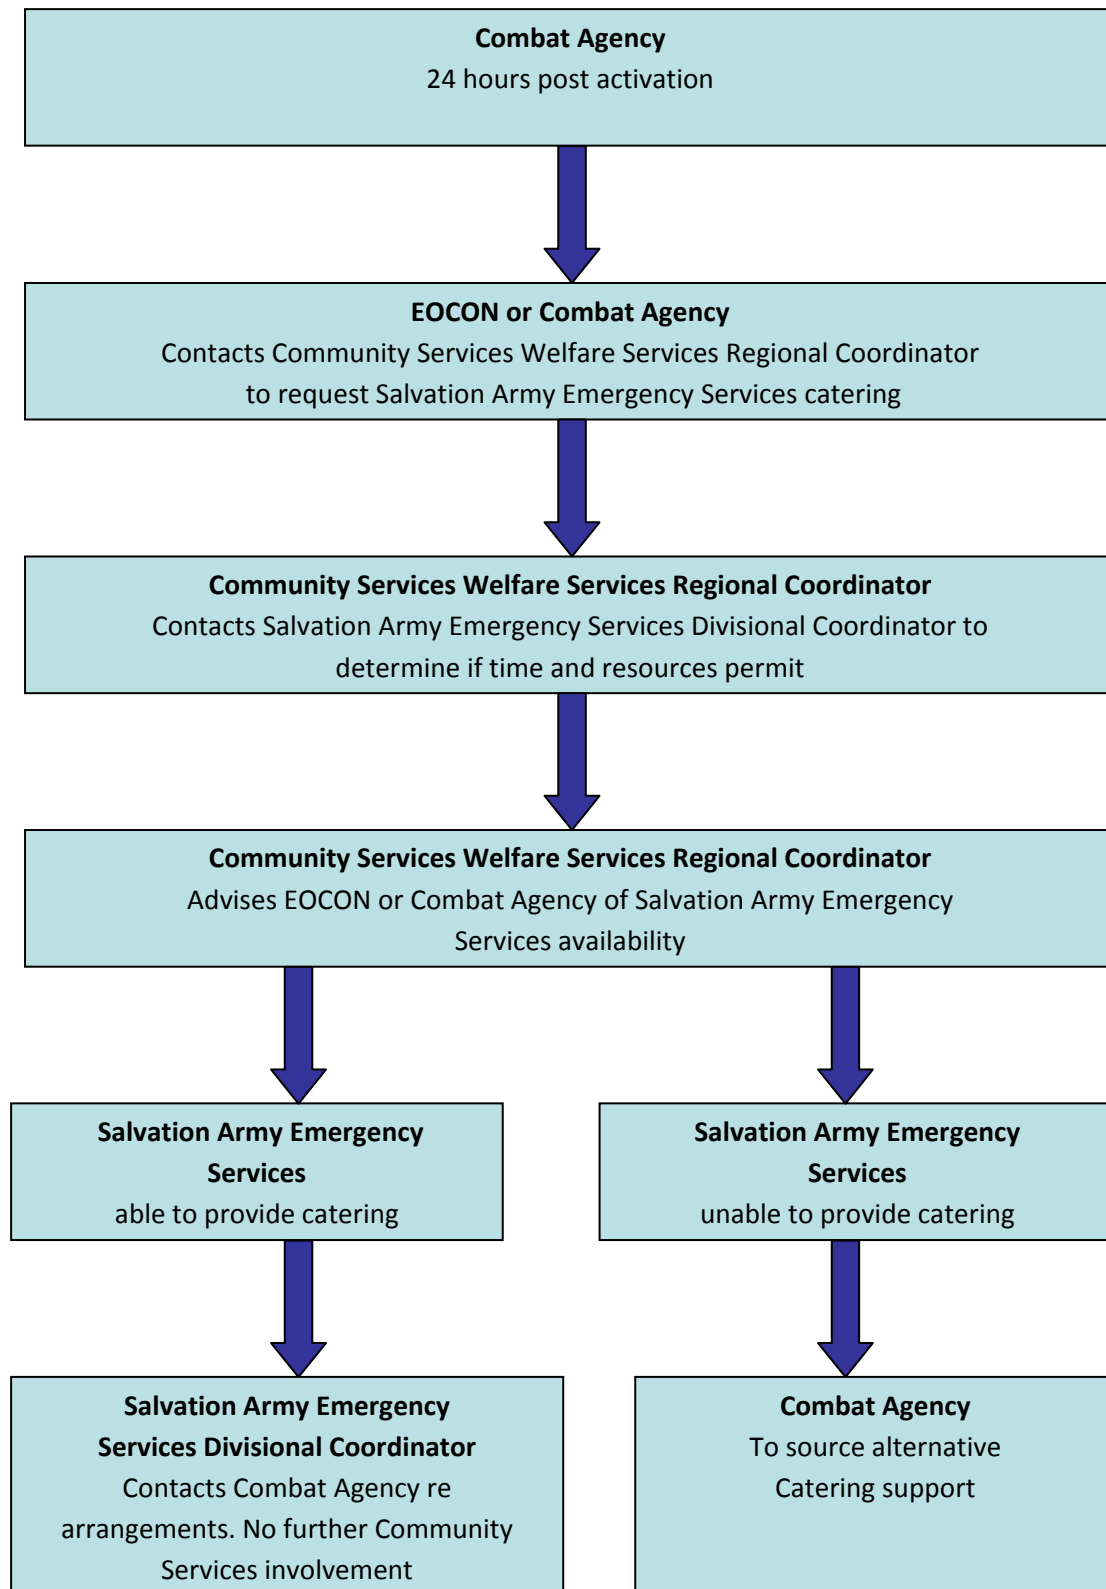 Combat Agency
24 hours post activation
EOCON or Combat Agency
Contacts Community Services Welfare Services Regional Coordinator
to request Salvation Army Emergency Services catering
Community Services Welfare Services Regional Coordinator
Contacts Salvation Army Emergency Services Divisional Coordinator to
determine if time and resources permit
Community Services Welfare Services Regional Coordinator
Advises EOCON or Combat Agency of Salvation Army Emergency
Services availability
Salvation Army Emergency
Services
able to provide catering
Salvation Army Emergency
Services
unable to provide catering
Salvation Army Emergency
Services Divisional Coordinator
Contacts Combat Agency re
arrangements. No further Community
Services involvement
Combat Agency
To source alternative
Catering support